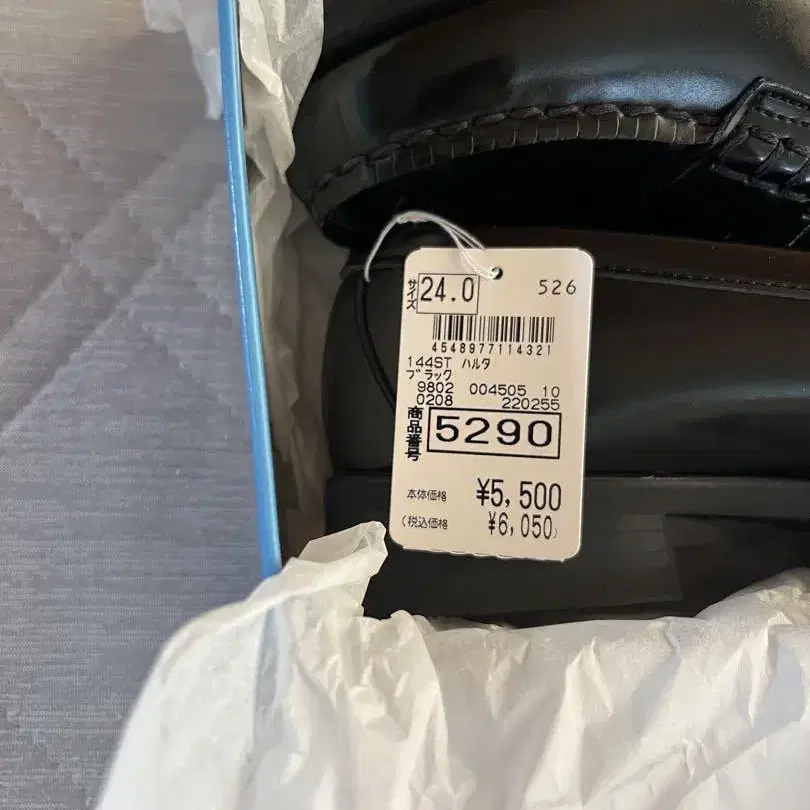 サイズ 24.0 526
4548977114321
144ST ハルタ
ブラック
9802 004505 10
0208 220255
商品番号 5290
本体価格 ¥5,500
(税込価格 ¥6,050)